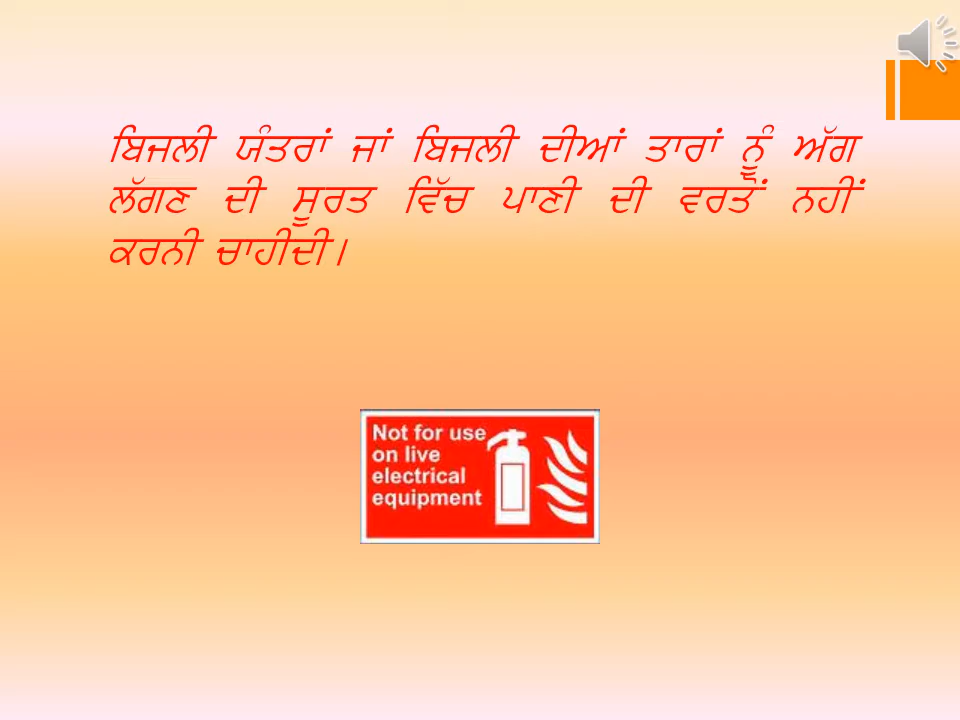 ਬਿਜਲੀ ਯੰਤਰਾਂ ਜਾਂ ਬਿਜਲੀ ਦੀਆਂ ਤਾਰਾਂ ਨੂੰ ਅੱਗ
ਲੱਗਣ ਦੀ ਸੂਰਤ ਵਿੱਚ ਪਾਣੀ ਦੀ ਵਰਤੋਂ ਨਹੀਂ
ਕਰਨੀ ਚਾਹੀਦੀ।
Not for use
on live
electrical
equipment